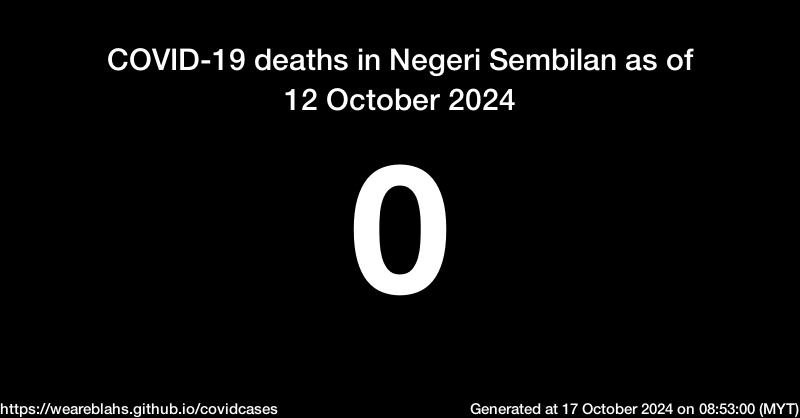 COVID-19 deaths in Negeri Sembilan as of
12 October 2024
0
https://weareblahs.github.io/covidcases
Generated at 17 October 2024 on 08:53:00 (MYT)